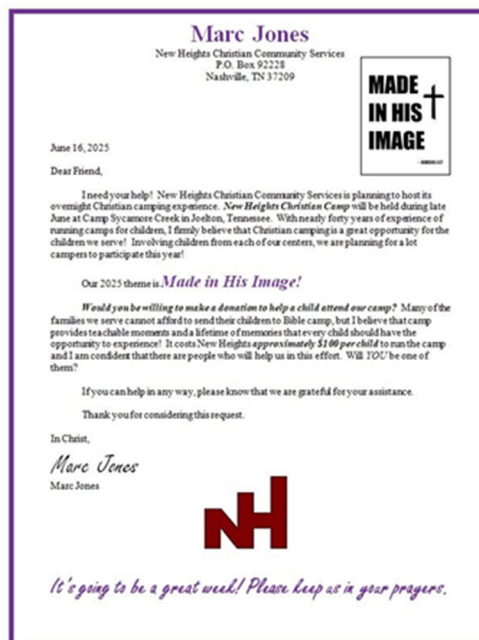 Marc Jones
New Heights Christian Community Services
P.O. Box 92228
Nashville, TN 37209
MADE
IN HIS
IMAGE
June 16, 2025
Dear Friend,
I need your help! New Heights Christian Community Services is planning to host its
overnight Christian camping experience. New Heights Christian Camp will be held during late
June at Camp Sycamore Creek in Joelton, Tennessee. With nearly forty years of experience of
running camps for children, I firmly believe that Christian camping is a great opportunity for the
children we serve! Involving children from each of our centers, we are planning for a lot
campers to participate this year!
Our 2025 theme is Made in His Image!
Would you be willing to make a donation to help a child attend our camp? Many of the
families we serve cannot afford to send their children to Bible camp, but I believe that camp
provides teachable moments and a lifetime of memories that every child should have the
opportunity to experience! It costs New Heights approximately $100 per child to run the camp
and I am confident that there are people who will help us in this effort. Will YOU be one of
them?
If you can help in any way, please know that we are grateful for your assistance.
Thank you for considering this request.
In Christ,
Marc Jones
Marc Jones
NH
It's going to be a great week! Please keep us in your prayers.